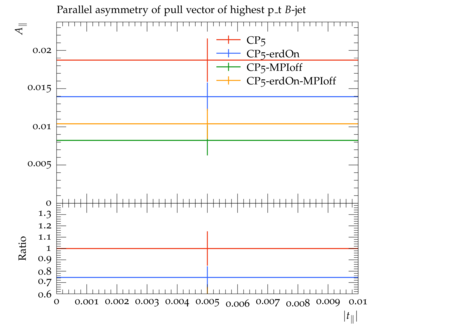 Parallel asymmetry of pull vector of highest p_t B-jet
A∥
CP5
CP5-erdOn
CP5-MPIoff
CP5-erdOn-MPIoff
0.02
0.015
0.01
0.005
0
Ratio
1.3
1.2
1.1
1
0.9
0.8
0.7
0.6
0 0.001 0.002 0.003 0.004 0.005 0.006 0.007 0.008 0.009 0.01
|t∥|